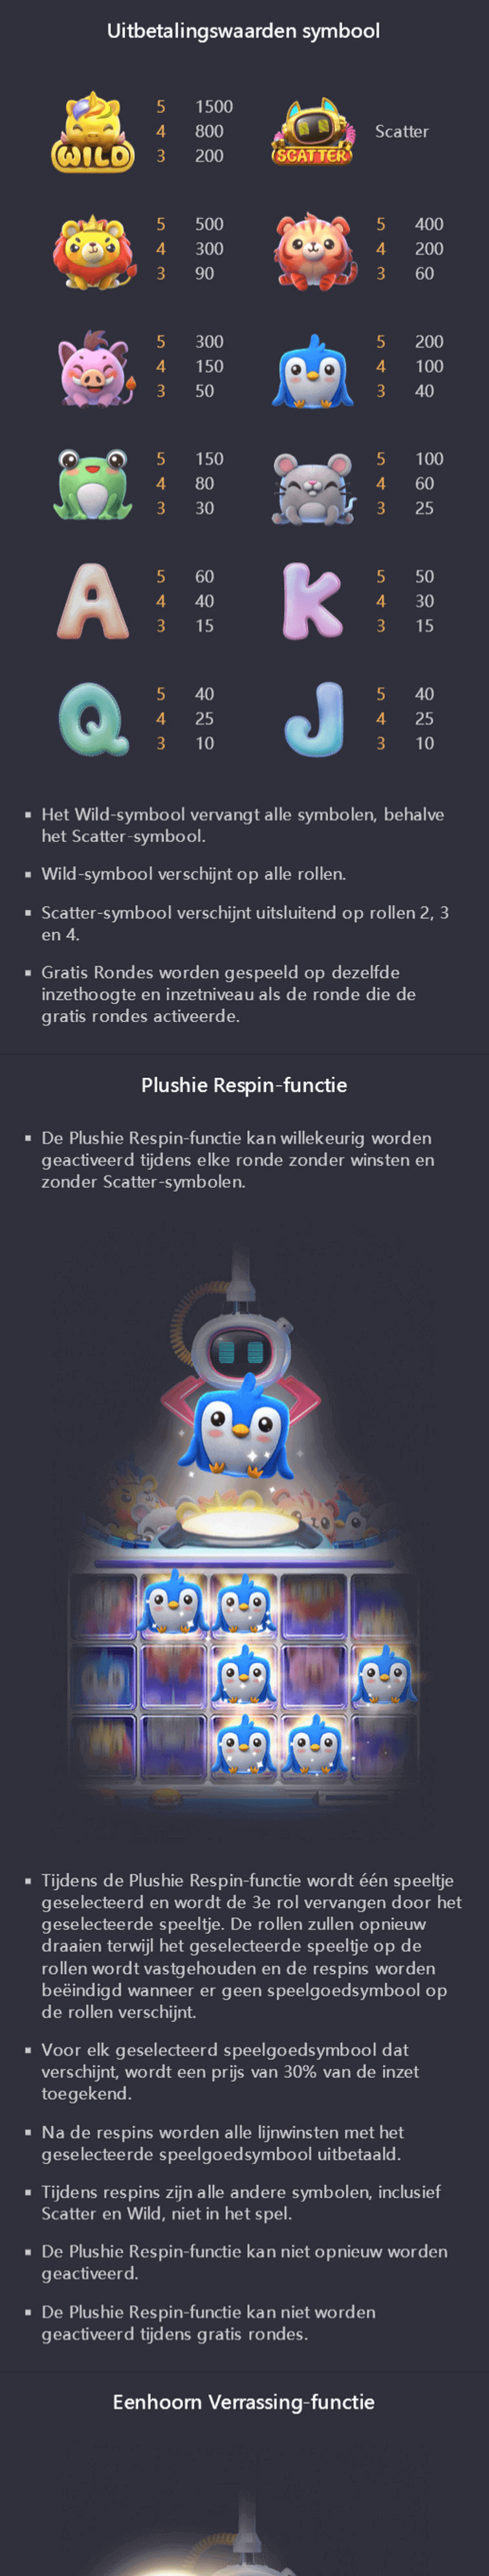 Uitbetalingswaarden symbool
WILD
5 1500
4 800
3 200
SCATTER
Scatter
5 500
4 300
3 90
5 400
4 200
3 60
5 300
4 150
3 50
5 200
4 100
3 40
5 150
4 80
3 30
5 100
4 60
3 25
A
5 60
4 40
3 15
K
5 50
4 30
3 15
Q
5 40
4 25
3 10
J
5 40
4 25
3 10
▪ Het Wild-symbool vervangt alle symbolen, behalve
het Scatter-symbool.
▪ Wild-symbool verschijnt op alle rollen.
▪ Scatter-symbool verschijnt uitsluitend op rollen 2, 3
en 4.
▪ Gratis Rondes worden gespeeld op dezelfde
inzethoogte en inzetniveau als de ronde die de
gratis rondes activeerde.
Plushie Respin-functie
▪ De Plushie Respin-functie kan willekeurig worden
geactiveerd tijdens elke ronde zonder winsten en
zonder Scatter-symbolen.
▪ Tijdens de Plushie Respin-functie wordt één speeltje
geselecteerd en wordt de 3e rol vervangen door het
geselecteerde speeltje. De rollen zullen opnieuw
draaien terwijl het geselecteerde speeltje op de
rollen wordt vastgehouden en de respins worden
beëindigd wanneer er geen speelgoedsymbool op
de rollen verschijnt.
▪ Voor elk geselecteerd speelgoedsymbool dat
verschijnt, wordt een prijs van 30% van de inzet
toegekend.
▪ Na de respins worden alle lijnwinsten met het
geselecteerde speelgoedsymbool uitbetaald.
▪ Tijdens respins zijn alle andere symbolen, inclusief
Scatter en Wild, niet in het spel.
▪ De Plushie Respin-functie kan niet opnieuw worden
geactiveerd.
▪ De Plushie Respin-functie kan niet worden
geactiveerd tijdens gratis rondes.
Eenhoorn Verrassing-functie